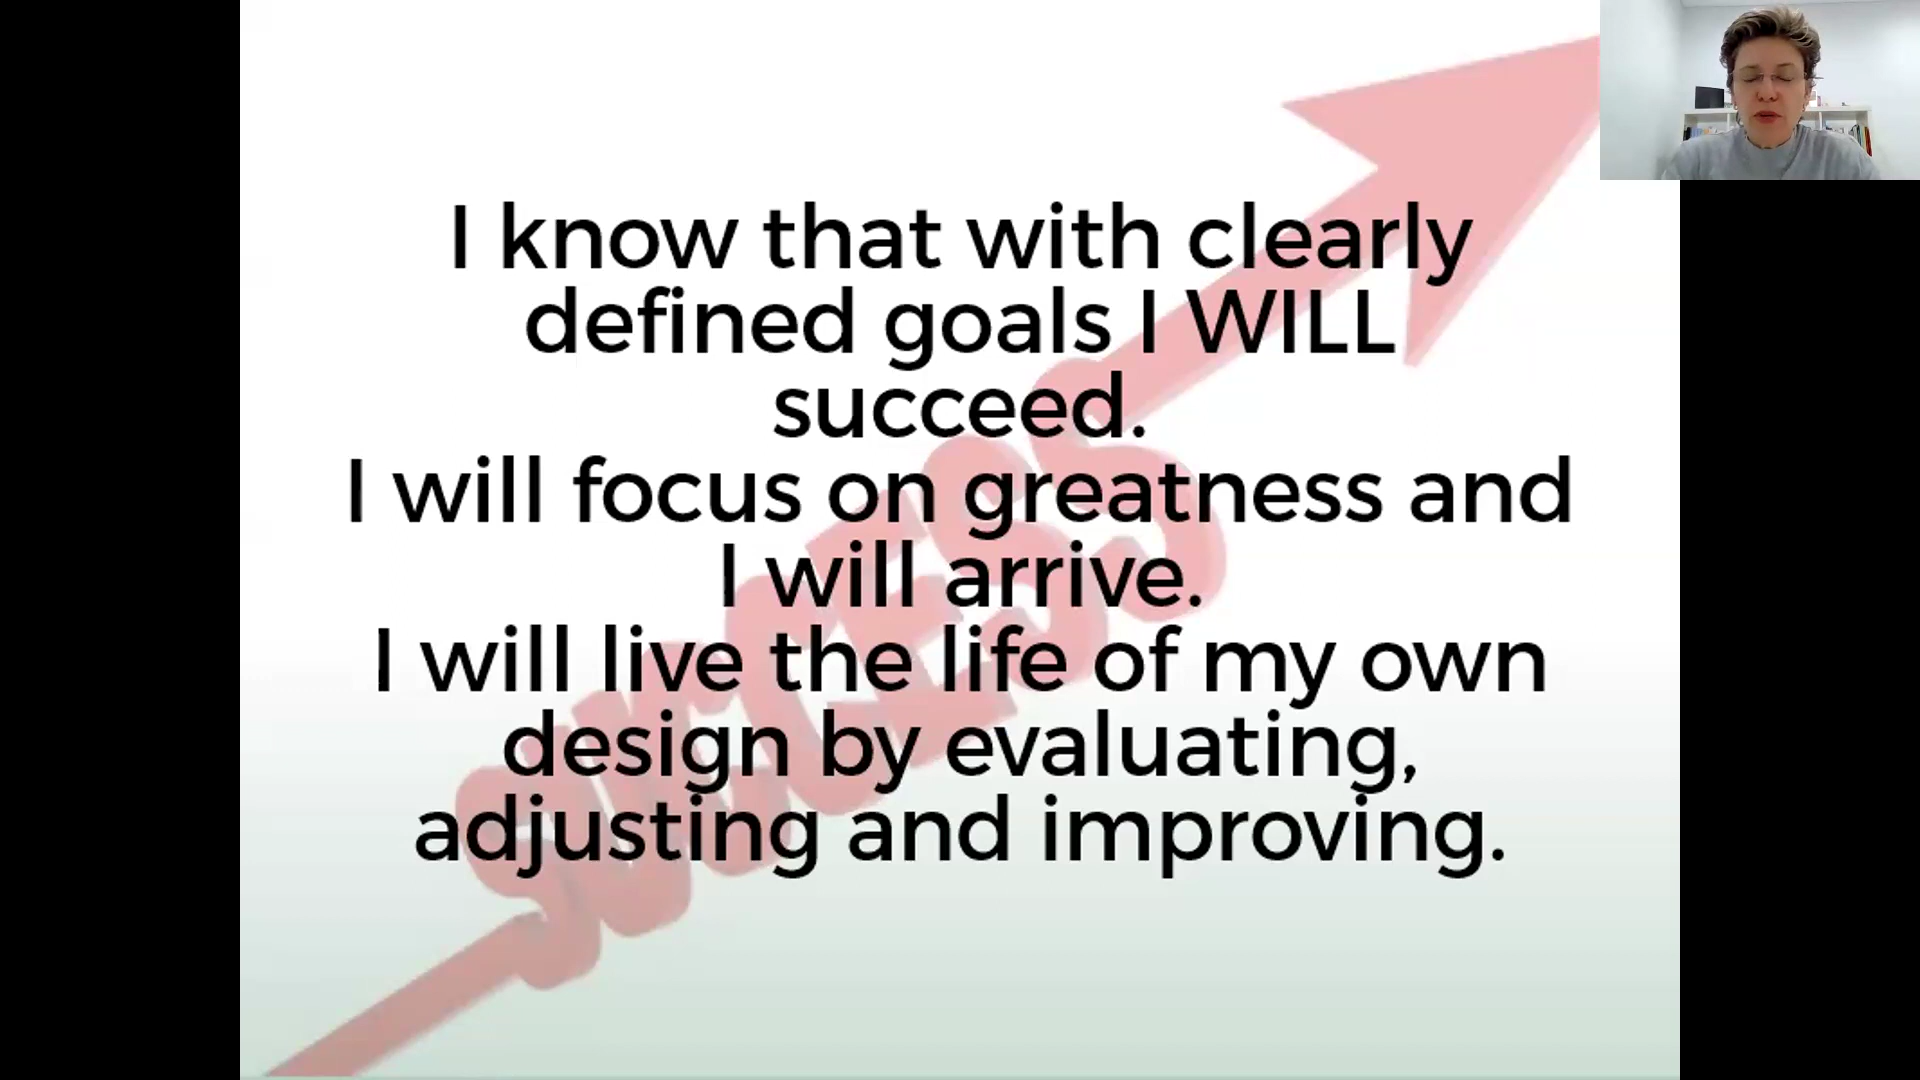 I know that with clearly
defined goals I WILL
succeed.
I will focus on greatness and
I will arrive.
I will live the life of my own
design by evaluating,
adjusting and improving.
SUCCESS